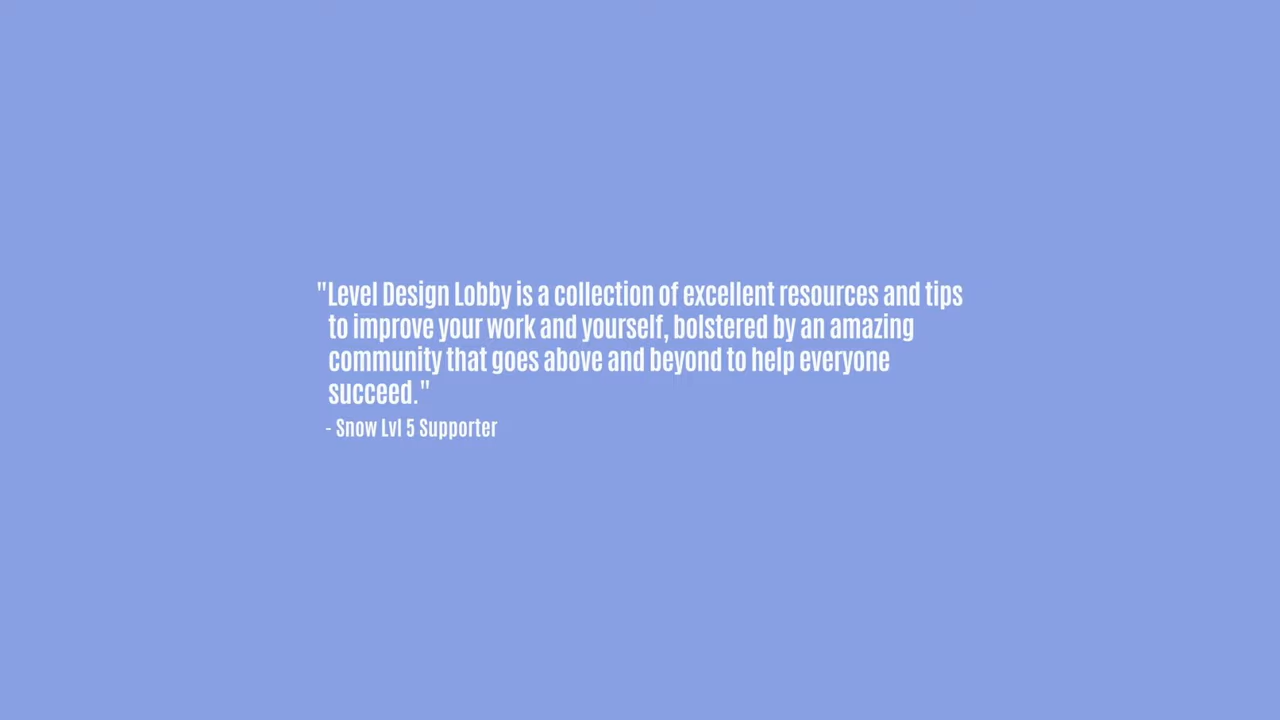 "Level Design Lobby is a collection of excellent resources and tips
to improve your work and yourself, bolstered by an amazing
community that goes above and beyond to help everyone
succeed."
- Snow Lvl 5 Supporter